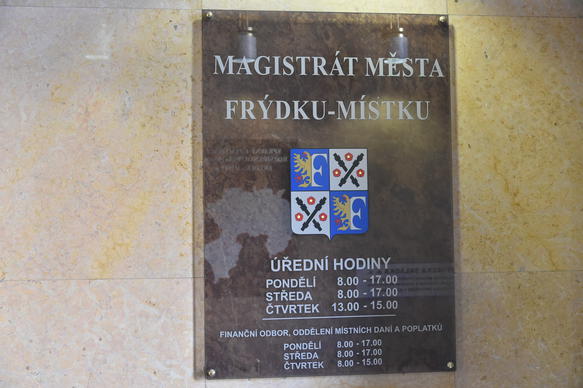 MAGISTRÁT MĚSTA
FRÝDKU-MÍSTKU
F
F
ÚŘEDNÍ HODINY
PONDĚLÍ 8.00 - 17.00
STŘEDA 8.00 - 17.00
ČTVRTEK 13.00 - 15.00
FINANČNÍ ODBOR, ODDĚLENÍ MÍSTNÍCH DANÍ A POPLATKŮ
PONDĚLÍ 8.00 - 17.00
STŘEDA 8.00 - 17.00
ČTVRTEK 8.00 - 15.00